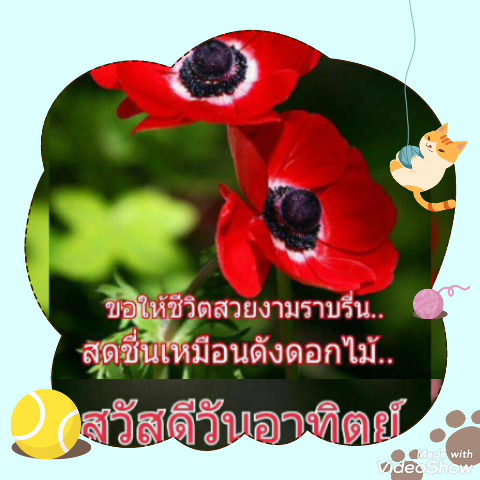 ขอให้ชีวิตสวยงามราบรื่น..
สดชื่นเหมือนดังดอกไม้..
สวัสดีวันอาทิตย์
Made with
VideoShow